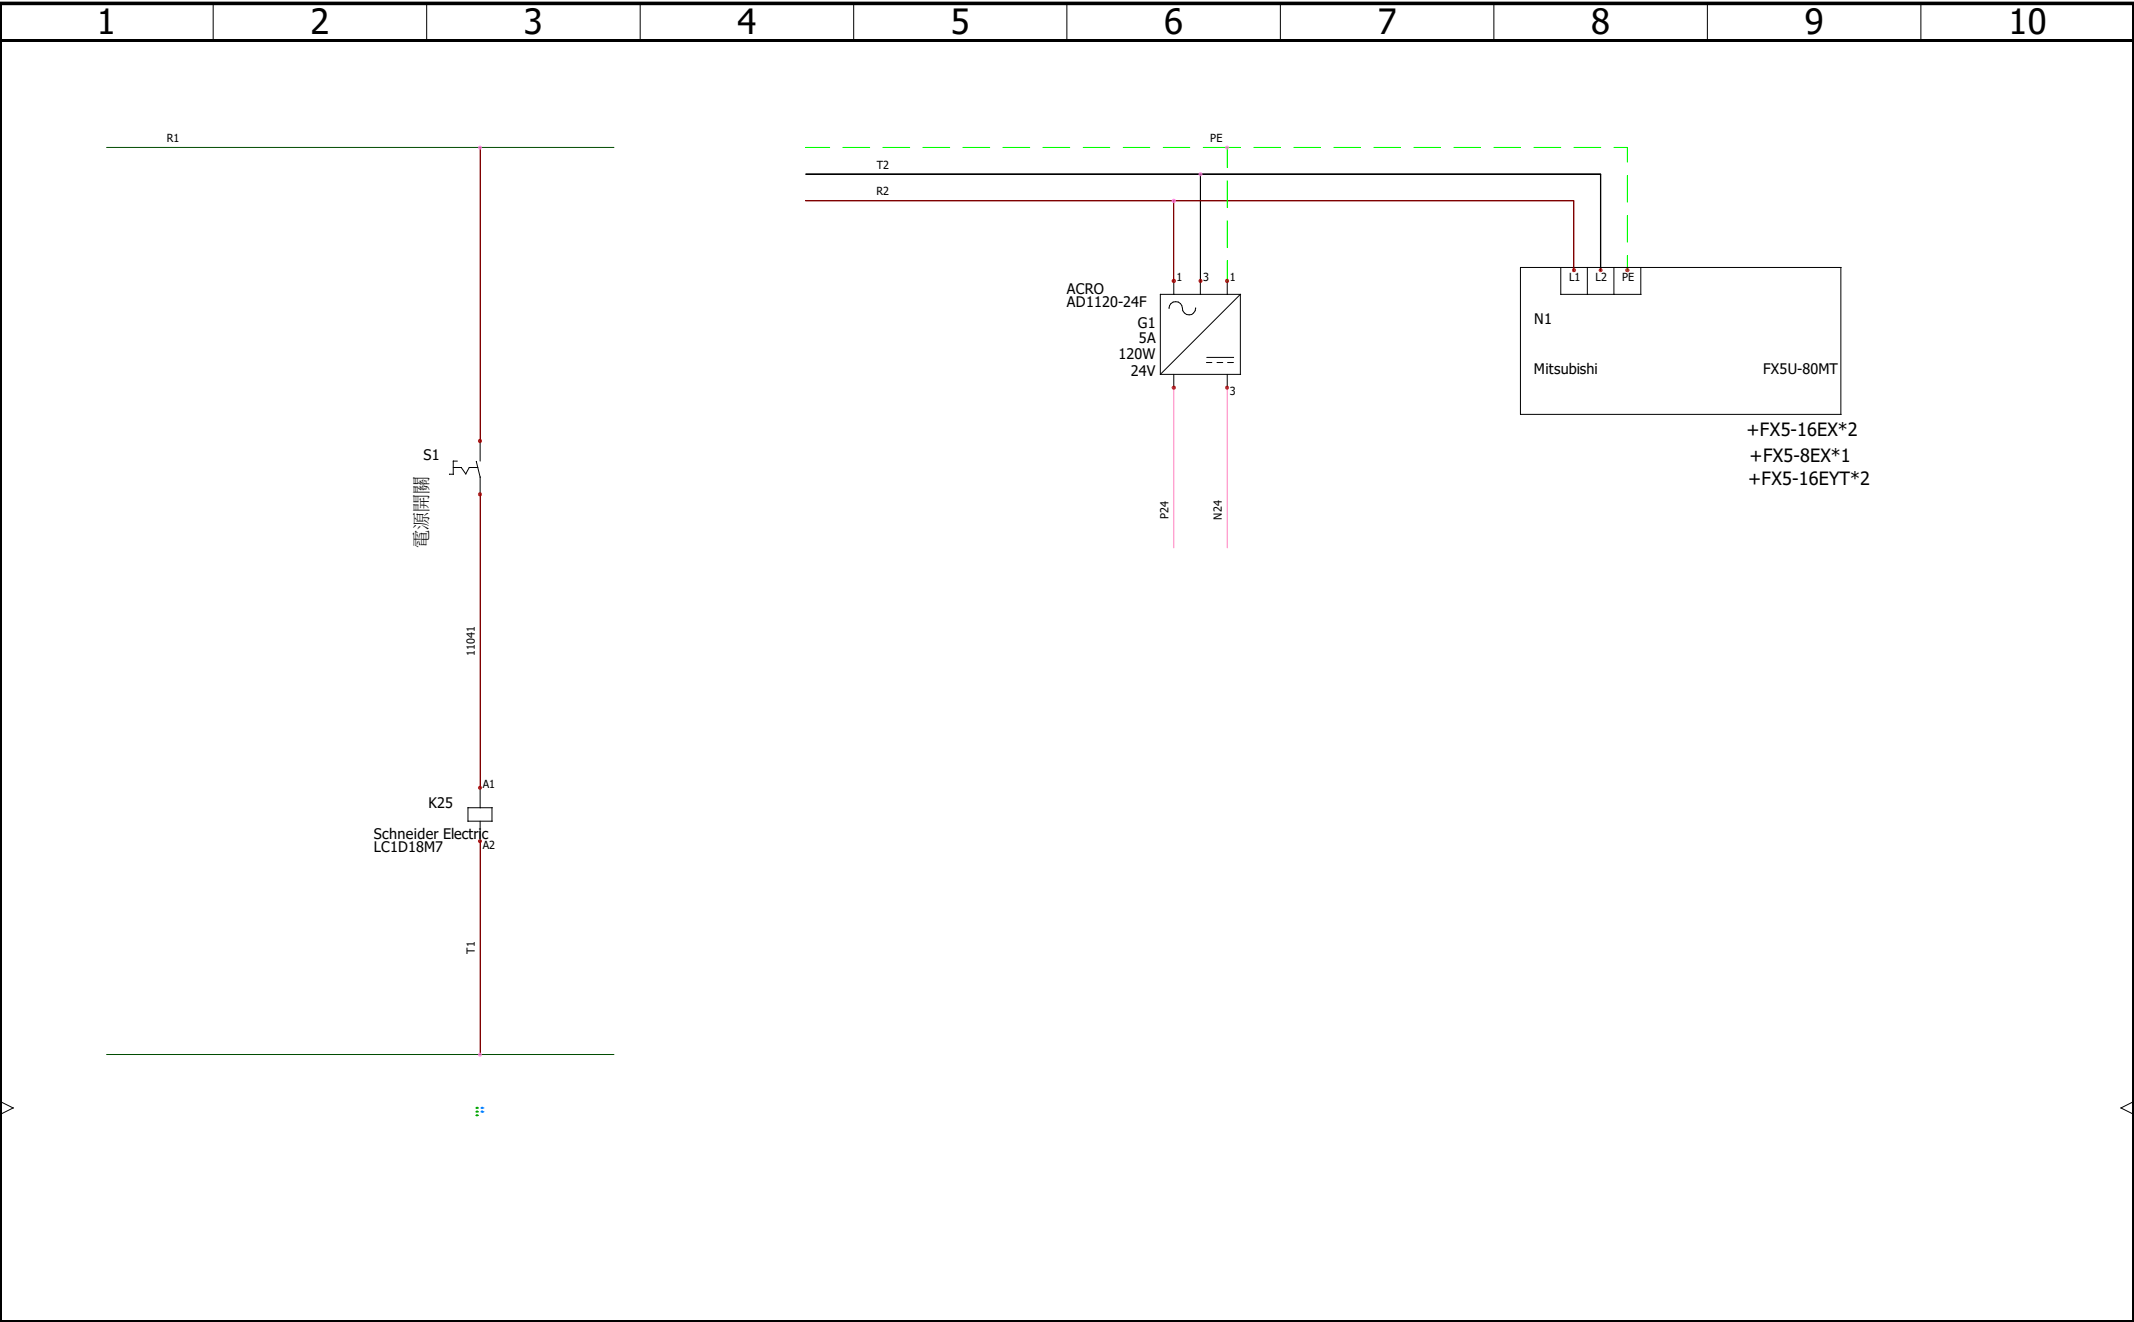 1 2 3 4 5 6 7 8 9 10
R1
PE
T2
R2
1 3 1
L1 L2 PE
ACRO
AD1120-24F
G1
5A
120W
24V
3
N1
Mitsubishi FX5U-80MT
+FX5-16EX*2
+FX5-8EX*1
+FX5-16EYT*2
P24
N24
S1
電源開關
11041
A1
K25
Schneider Electric
LC1D18M7
A2
T1